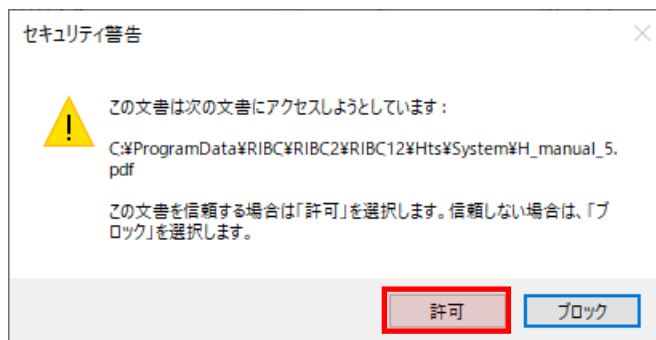 セキュリティ警告
この文書は次の文書にアクセスしようとしています：
C:¥ProgramData¥RIBC¥RIBC2¥RIBC12¥Hts¥System¥H_manual_5.
pdf
この文書を信頼する場合は「許可」を選択します。信頼しない場合は、「ブ
ロック」を選択します。
許可
ブロック